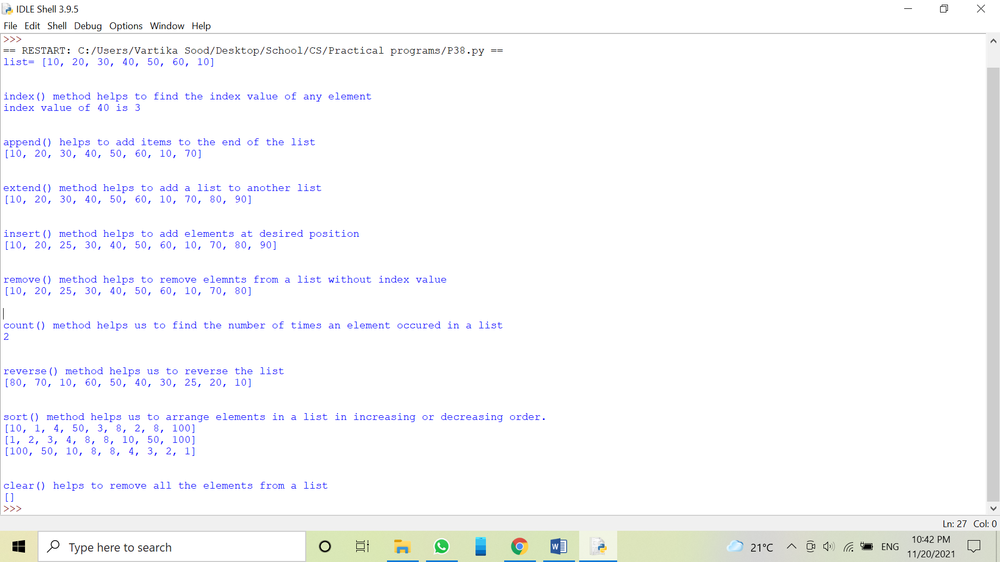 IDLE Shell 3.9.5
File Edit Shell Debug Options Window Help
>>>
== RESTART: C:/Users/Vartika Sood/Desktop/School/CS/Practical programs/P38.py ==
list= [10, 20, 30, 40, 50, 60, 10]
index() method helps to find the index value of any element
index value of 40 is 3
append() helps to add items to the end of the list
[10, 20, 30, 40, 50, 60, 10, 70]
extend() method helps to add a list to another list
[10, 20, 30, 40, 50, 60, 10, 70, 80, 90]
insert() method helps to add elements at desired position
[10, 20, 25, 30, 40, 50, 60, 10, 70, 80, 90]
remove() method helps to remove elemnts from a list without index value
[10, 20, 25, 30, 40, 50, 60, 10, 70, 80]
count() method helps us to find the number of times an element occured in a list
2
reverse() method helps us to reverse the list
[80, 70, 10, 60, 50, 40, 30, 25, 20, 10]
sort() method helps us to arrange elements in a list in increasing or decreasing order.
[10, 1, 4, 50, 3, 8, 2, 8, 100]
[1, 2, 3, 4, 8, 8, 10, 50, 100]
[100, 50, 10, 8, 8, 4, 3, 2, 1]
clear() helps to remove all the elements from a list
[]
>>>
Ln: 27 Col: 0
Type here to search
W
21°C
ENG
10:42 PM
11/20/2021